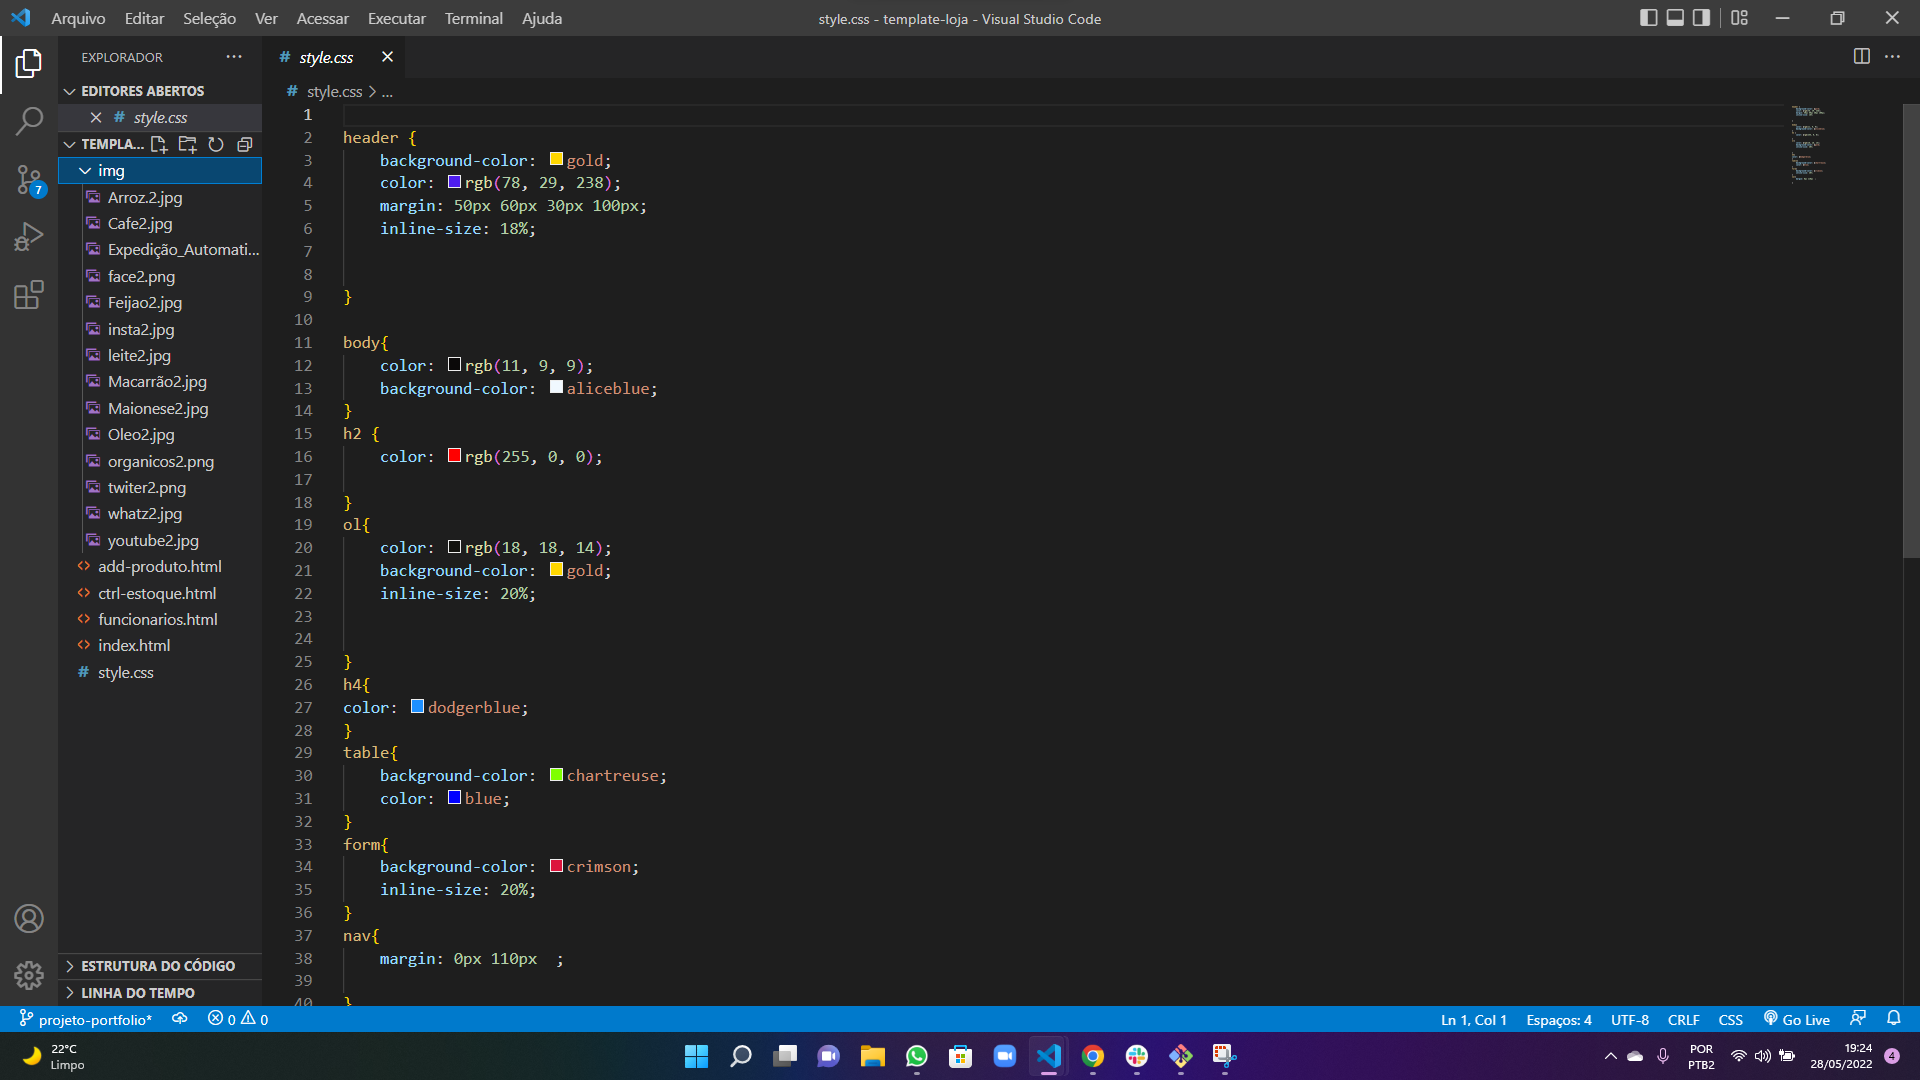 Arquivo Editar Seleção Ver Acessar Executar Terminal Ajuda
style.css - template-loja - Visual Studio Code
EXPLORADOR
# style.css
EDITORES ABERTOS
# style.css
TEMPLA...
img
Arroz.2.jpg
Cafe2.jpg
Expedição_Automati...
face2.png
Feijao2.jpg
insta2.jpg
leite2.jpg
Macarrão2.jpg
Maionese2.jpg
Oleo2.jpg
organicos2.png
twiter2.png
whatz2.jpg
youtube2.jpg
<> add-produto.html
<> ctrl-estoque.html
<> funcionarios.html
<> index.html
# style.css
ESTRUTURA DO CÓDIGO
LINHA DO TEMPO
7
# style.css > ...
1
2 header {
3 background-color: gold;
4 color: rgb(78, 29, 238);
5 margin: 50px 60px 30px 100px;
6 inline-size: 18%;
7
8
9 }
10
11 body{
12 color: rgb(11, 9, 9);
13 background-color: aliceblue;
14 }
15 h2 {
16 color: rgb(255, 0, 0);
17
18 }
19 ol{
20 color: rgb(18, 18, 14);
21 background-color: gold;
22 inline-size: 20%;
23
24
25 }
26 h4{
27 color: dodgerblue;
28 }
29 table{
30 background-color: chartreuse;
31 color: blue;
32 }
33 form{
34 background-color: crimson;
35 inline-size: 20%;
36 }
37 nav{
38 margin: 0px 110px  ;
39
40 }
projeto-portfolio* 0 0
Ln 1, Col 1 Espaços: 4 UTF-8 CRLF CSS Go Live
22°C
Limpo
POR
PTB2
19:24
28/05/2022
4